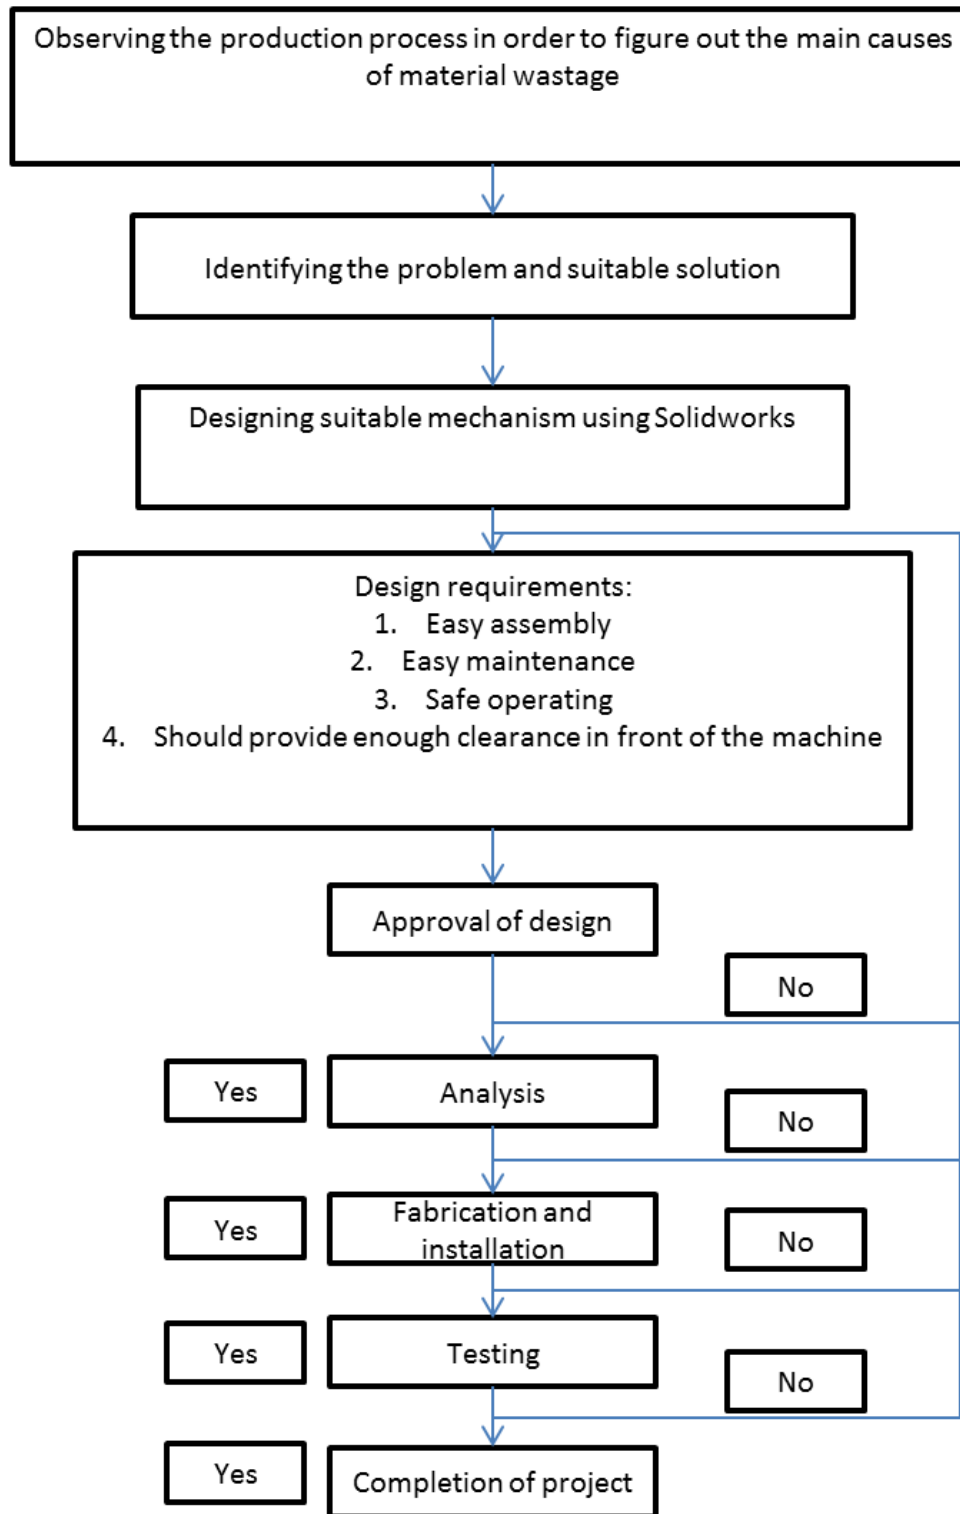 Observing the production process in order to figure out the main causes
of material wastage
Identifying the problem and suitable solution
Designing suitable mechanism using Solidworks
Design requirements:
1. Easy assembly
2. Easy maintenance
3. Safe operating
4. Should provide enough clearance in front of the machine
Approval of design
No
Yes
Analysis
No
Yes
Fabrication and
installation
No
Yes
Testing
No
Yes
Completion of project